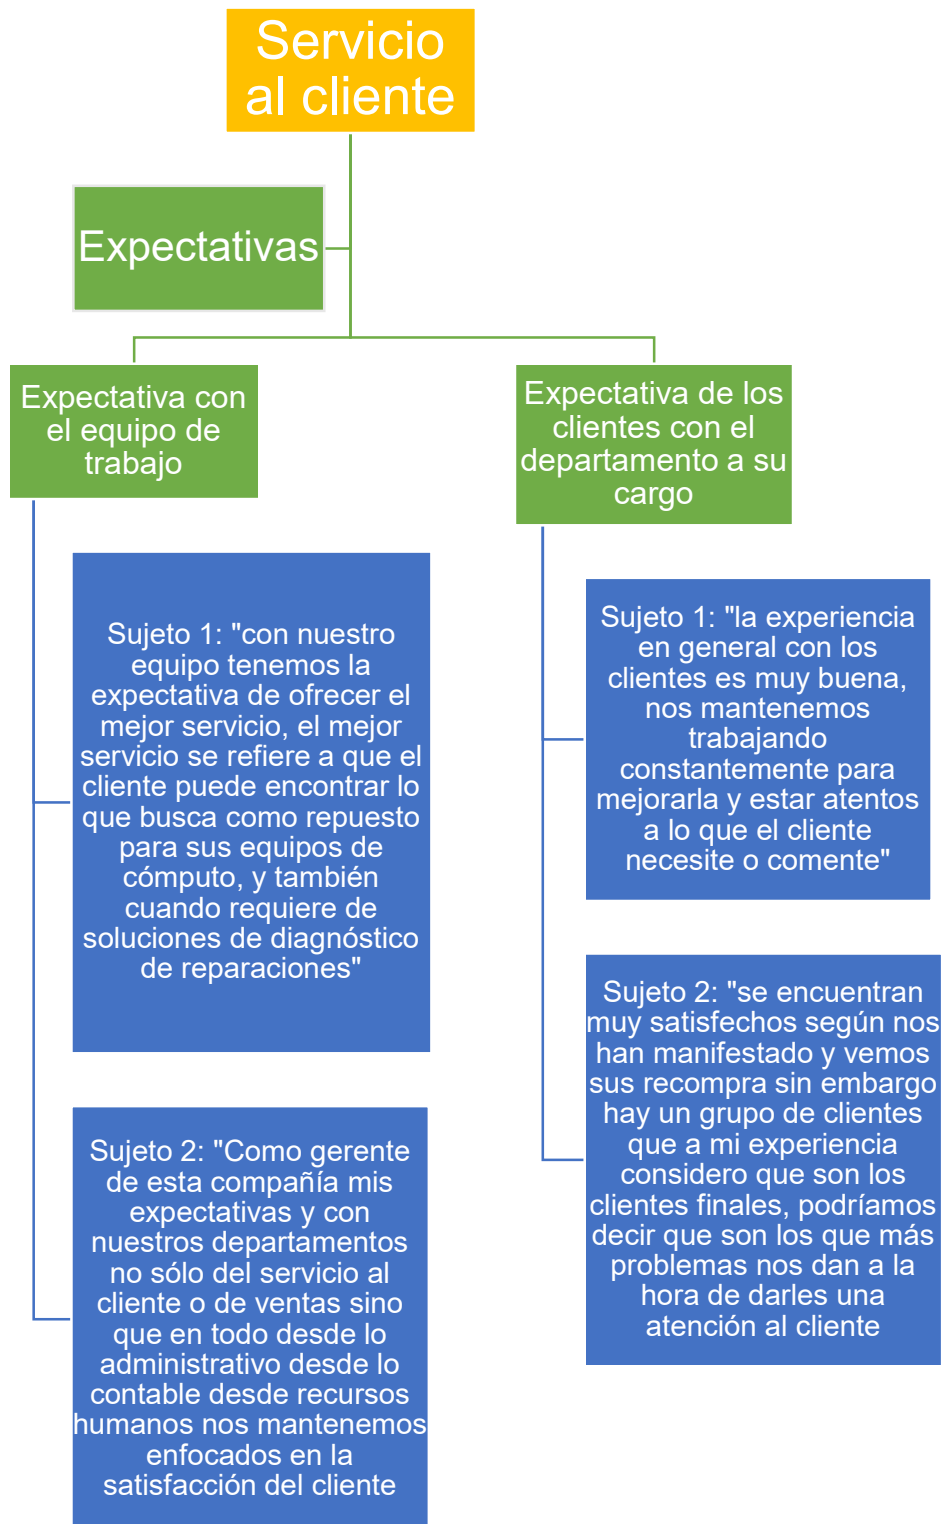 Servicio
al cliente
Expectativas
Expectativa con
el equipo de
trabajo
Sujeto 1: "con nuestro
equipo tenemos la
expectativa de ofrecer el
mejor servicio, el mejor
servicio se refiere a que el
cliente puede encontrar lo
que busca como repuesto
para sus equipos de
cómputo, y también
cuando requiere de
soluciones de diagnóstico
de reparaciones"
Sujeto 2: "Como gerente
de esta compañía mis
expectativas y con
nuestros departamentos
no sólo del servicio al
cliente o de ventas sino
que en todo desde lo
administrativo desde lo
contable desde recursos
humanos nos mantenemos
enfocados en la
satisfacción del cliente
Expectativa de los
clientes con el
departamento a su
cargo
Sujeto 1: "la experiencia
en general con los
clientes es muy buena,
nos mantenemos
trabajando
constantemente para
mejorarla y estar atentos
a lo que el cliente
necesite o comente"
Sujeto 2: "se encuentran
muy satisfechos según nos
han manifestado y vemos
sus recompra sin embargo
hay un grupo de clientes
que a mi experiencia
considero que son los
clientes finales, podríamos
decir que son los que más
problemas nos dan a la
hora de darles una
atención al cliente